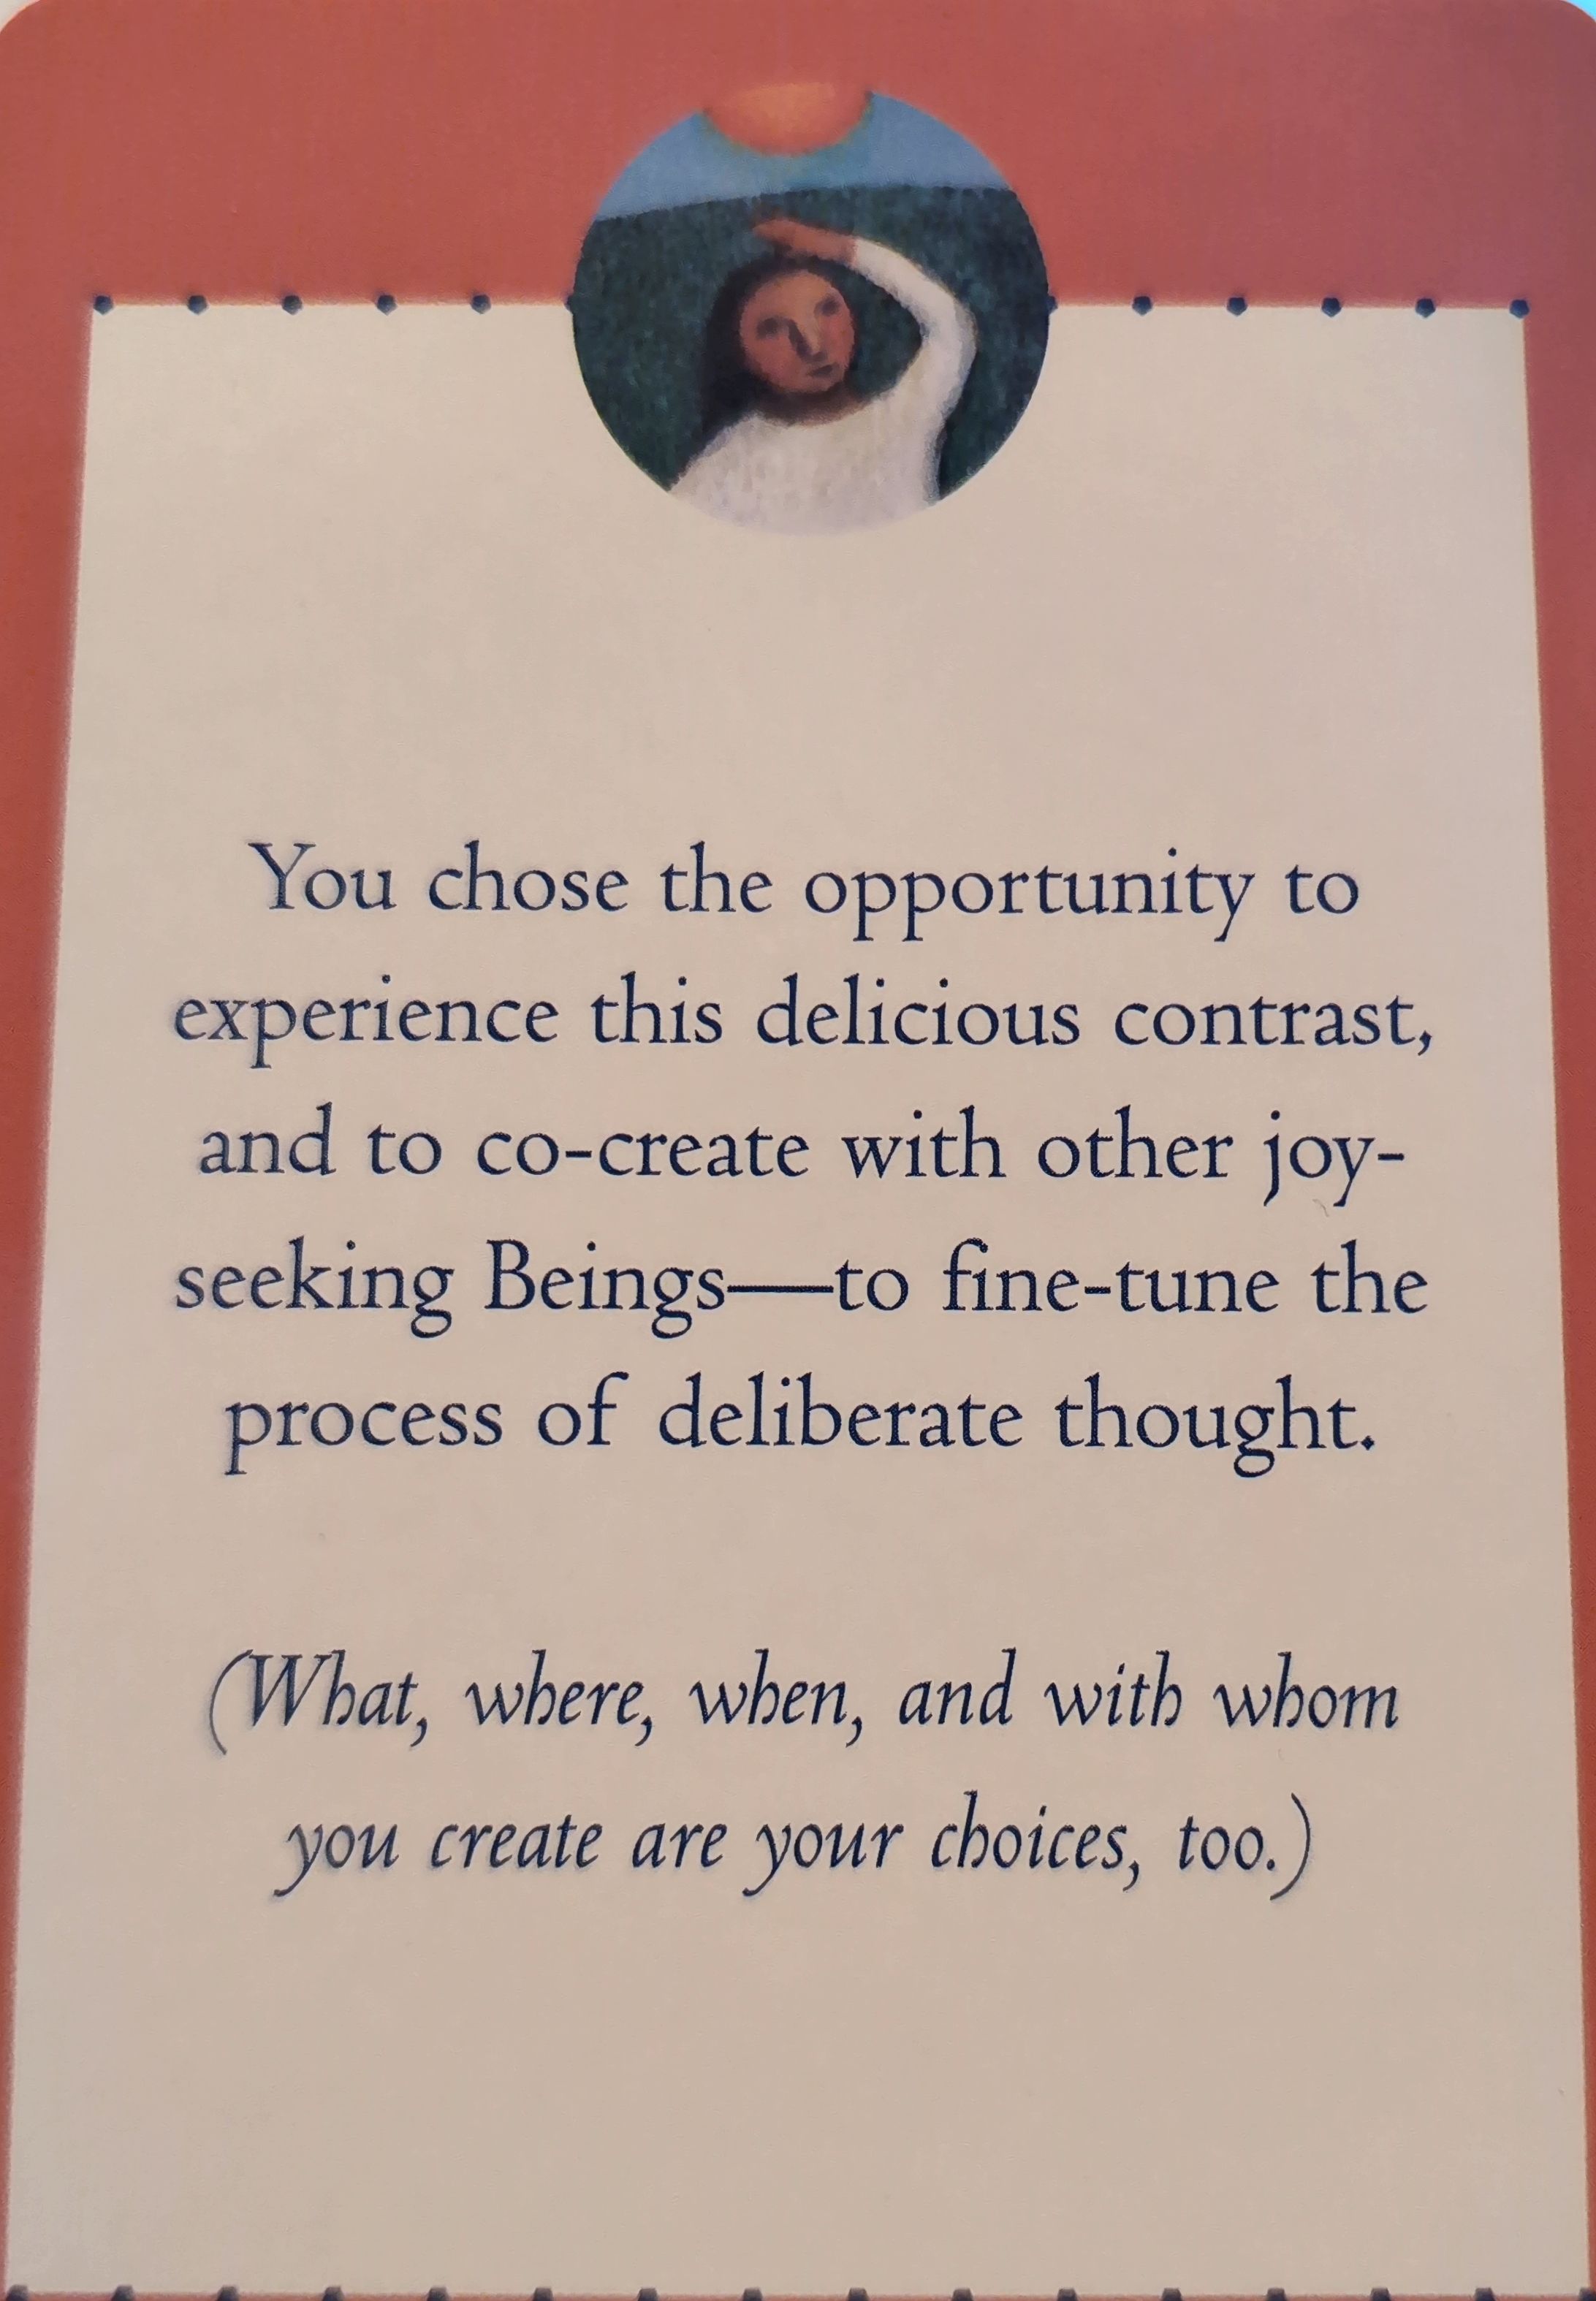 You chose the opportunity to
experience this delicious contrast,
and to co-create with other joy-
seeking Beings—to fine-tune the
process of deliberate thought.
(What, where, when, and with whom
you create are your choices, too.)